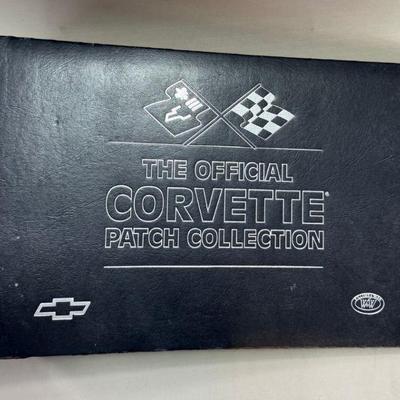 THE OFFICIAL
CORVETTE®
PATCH COLLECTION